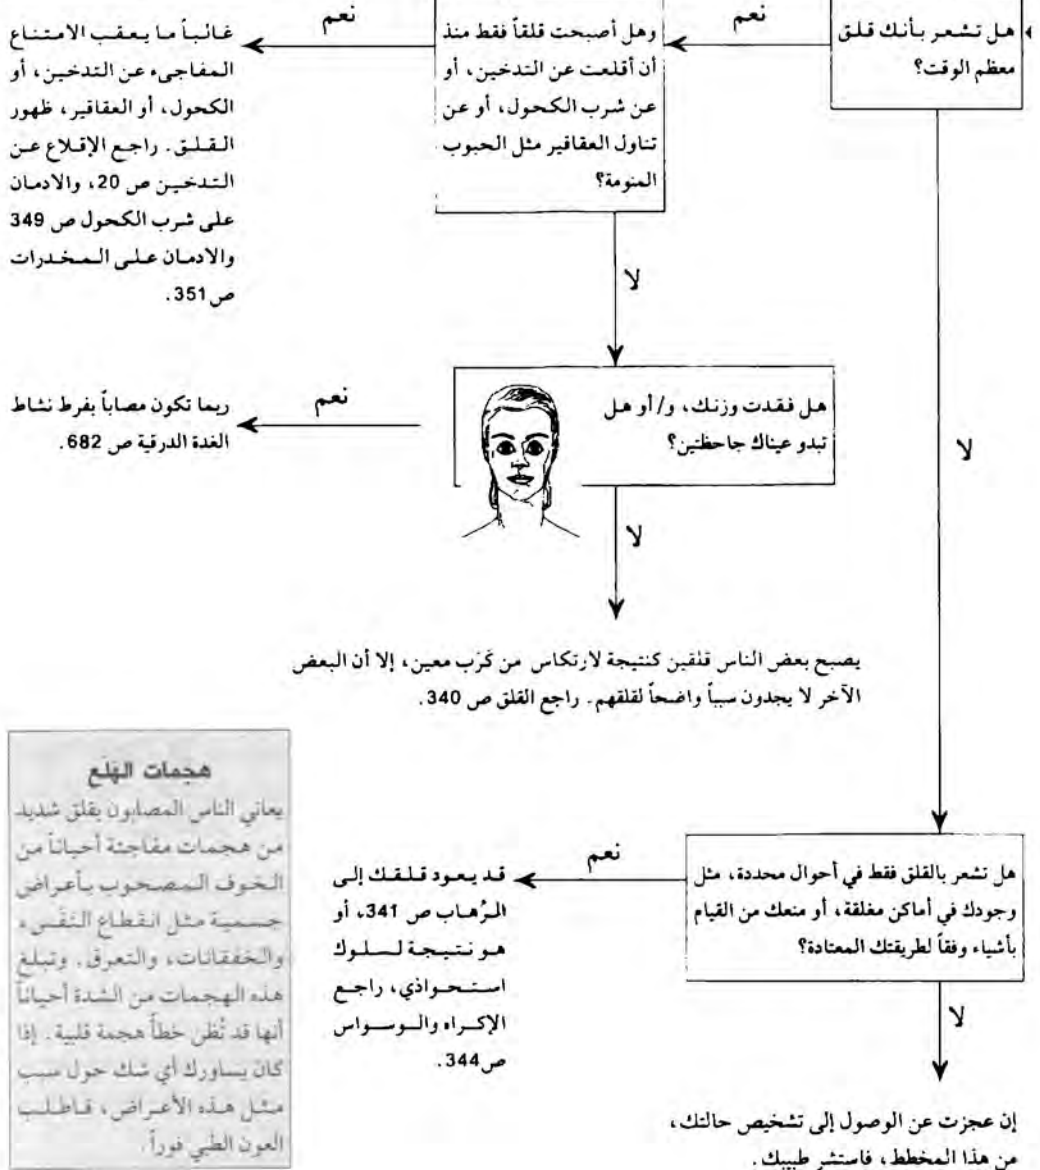 هل تشعر بأنك قلق
معظم الوقت؟
نعم
وهل أصبحت قلقاً فقط منذ
أن أقلعت عن التدخين، أو
عن شرب الكحول، أو عن
تناول العقاقير مثل الحبوب
المنومة؟
نعم
غالباً ما يعقب الامتناع
المفاجىء عن التدخين، أو
الكحول، أو العقاقير، ظهور
القلق. راجع الإقلاع عن
التدخين ص 20، والادمان
على شرب الكحول ص 349
والادمان على المخدرات
ص 351.
لا
هل فقدت وزنك، و/أو هل
تبدو عيناك جاحظتين؟
نعم
ربما تكون مصاباً بفرط نشاط
الغدة الدرقية ص 682.
لا
لا
يصبح بعض الناس قلقين كنتيجة لارتكاس من كَرْب معين، إلا أن البعض
الآخر لا يجدون سبباً واضحاً لقلقهم. راجع القلق ص 340.
هل تشعر بالقلق فقط في أحوال محددة، مثل
وجودك في أماكن مغلقة، أو منعك من القيام
بأشياء وفقاً لطريقتك المعتادة؟
نعم
قد يعود قلقك إلى
المرُهاب ص 341، أو
هو نتيجة لسلوك
استحواذي، راجع
الإكراه والوسواس
ص 344.
لا
إن عجزت عن الوصول إلى تشخيص حالتك،
من هذا المخطط، فاستشر طبيبك.
هجمات الهَلَع
يعاني الناس المصابون بقلق شديد
من هجمات مفاجئة أحياناً من
الخوف المصحوب بأعراض
جسمية مثل انقطاع النَفَس،
والخفقانات، والتعرق. وتبلغ
هذه الهجمات من الشدة أحياناً
أنها قد تُظن خطأً هجمة قلبية. إذا
كان يساورك أي شك حول سبب
مثل هذه الأعراض، فاطلب
العون الطبي فوراً.